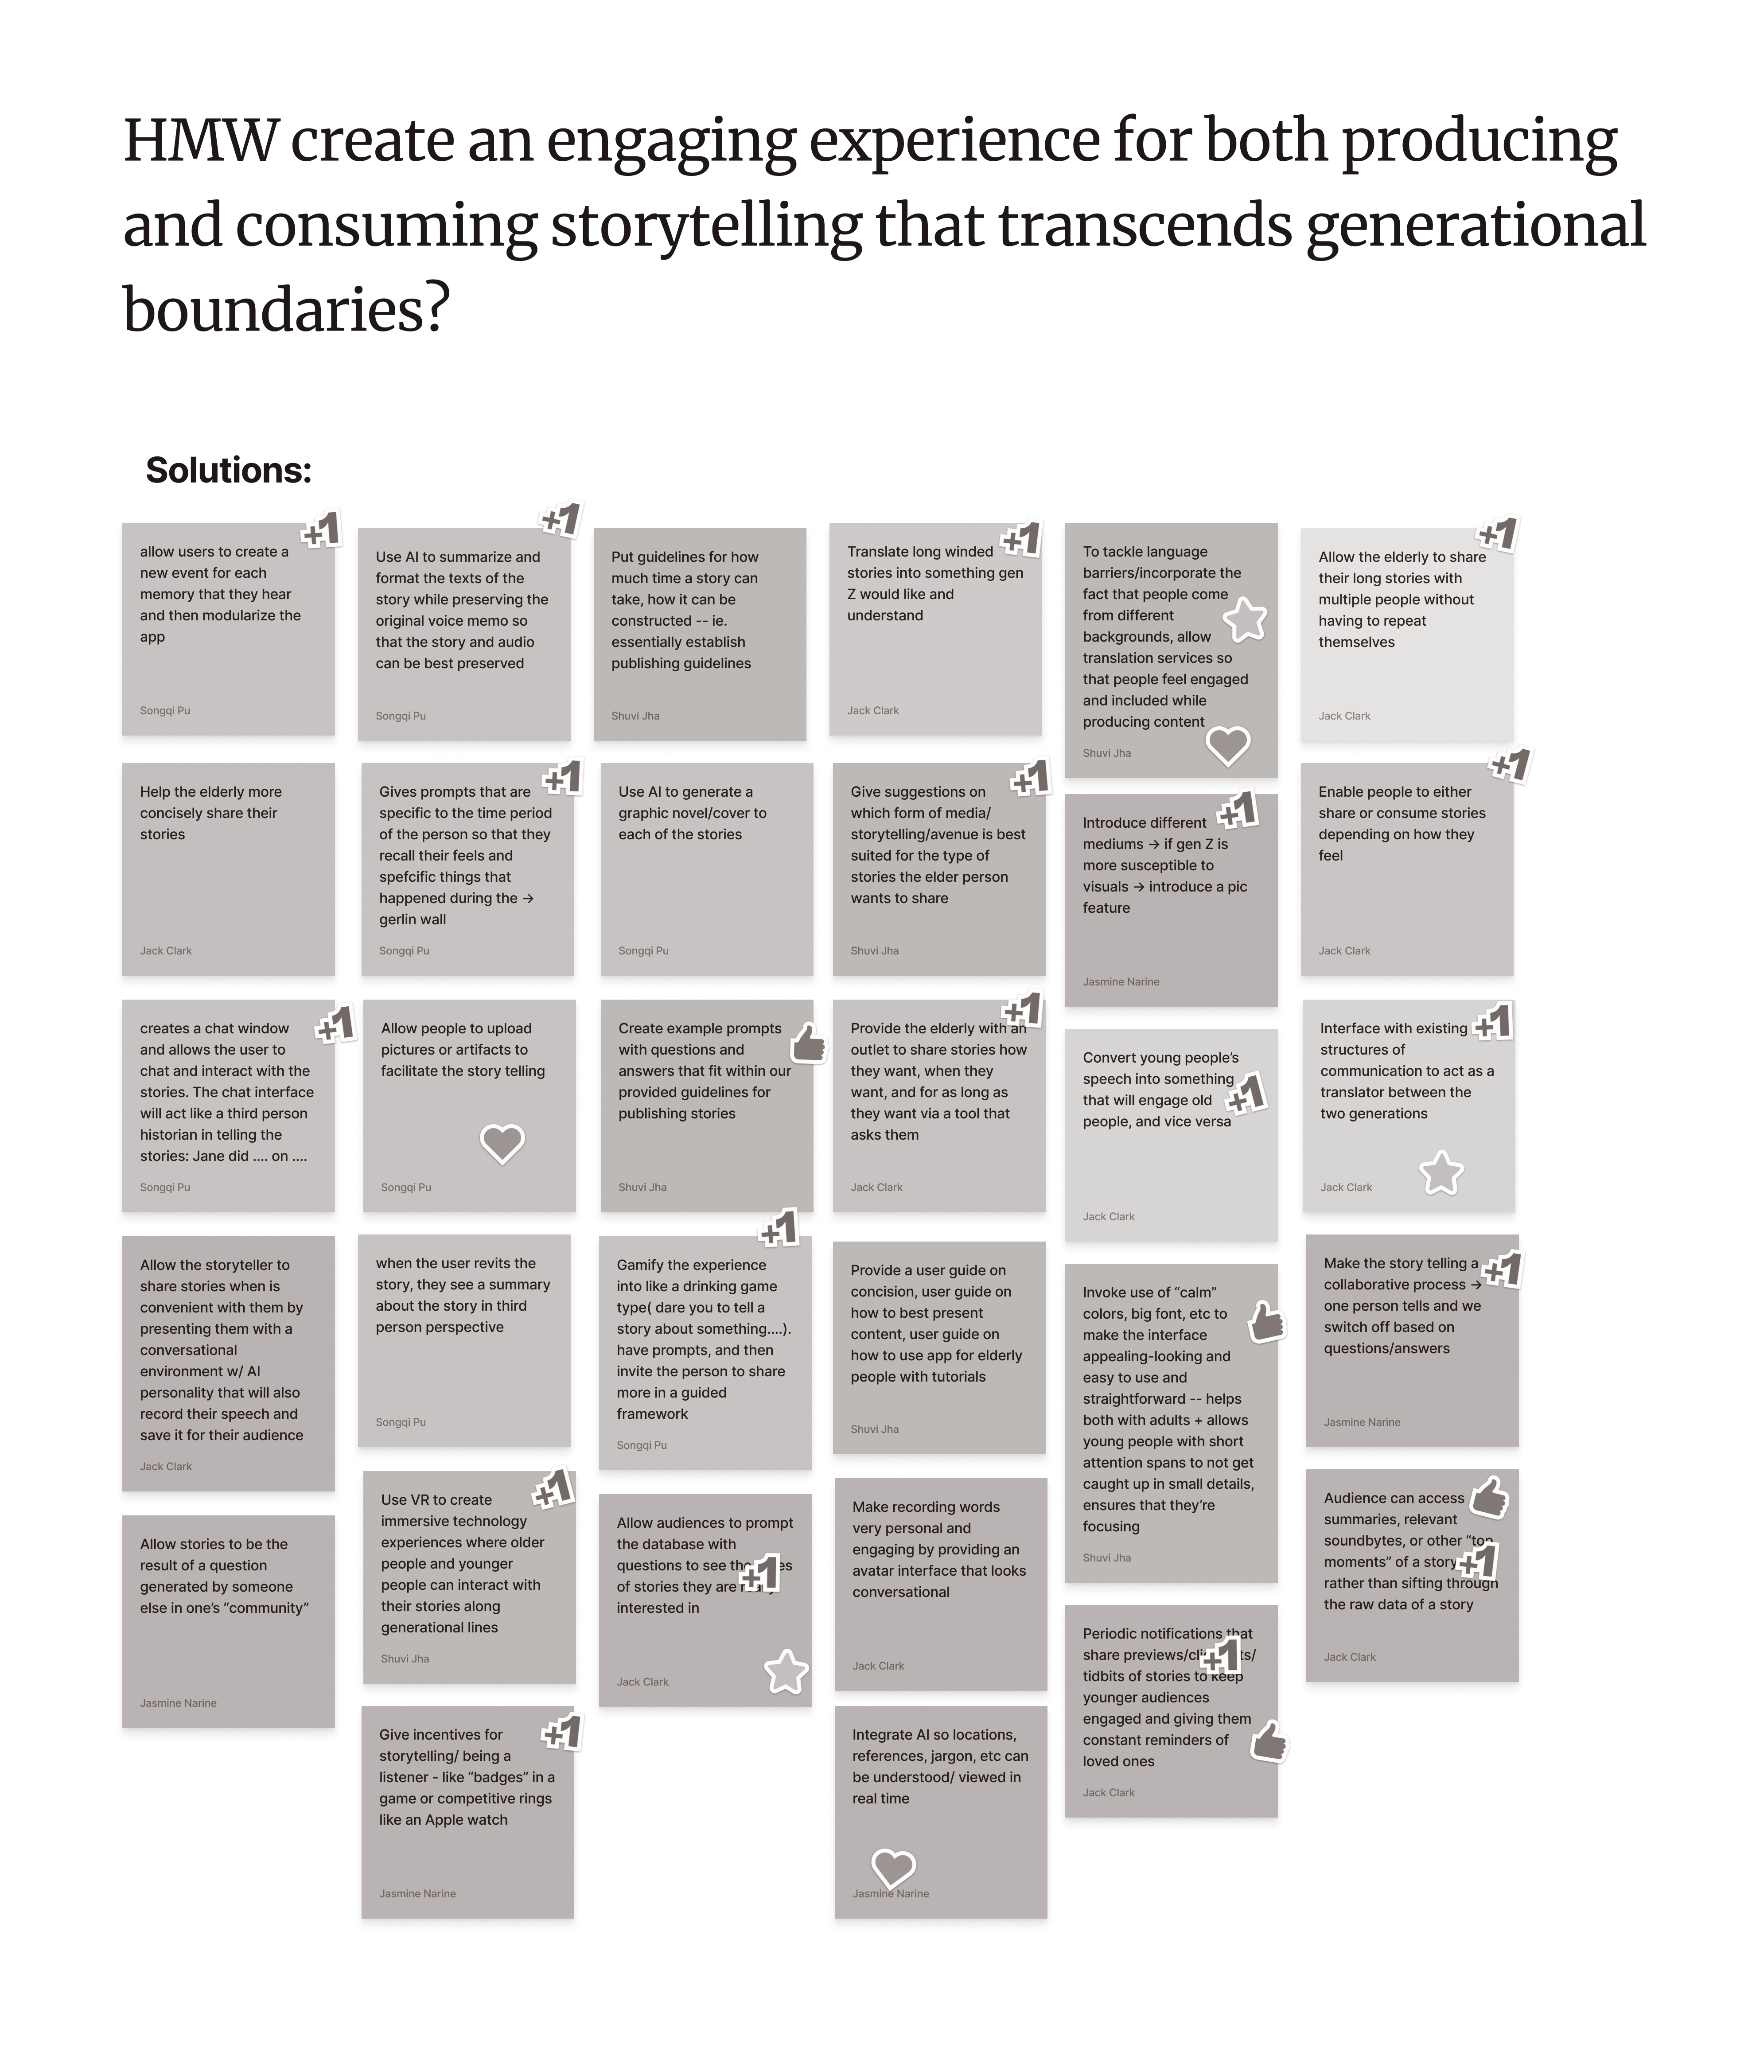 HMW create an engaging experience for both producing
and consuming storytelling that transcends generational
boundaries?
Solutions:
+1
allow users to create a
new event for each
memory that they hear
and then modularize the
app
Songqi Pu
+1
Use AI to summarize and
format the texts of the
story while preserving the
original voice memo so
that the story and audio
can be best preserved
Songqi Pu
Put guidelines for how
much time a story can
take, how it can be
constructed -- ie.
essentially establish
publishing guidelines
Shuvi Jha
+1
Translate long winded
stories into something gen
Z would like and
understand
Jack Clark
To tackle language
barriers/incorporate the
fact that people come
from different
backgrounds, allow
translation services so
that people feel engaged
and included while
producing content
Shuvi Jha
+1
Allow the elderly to share
their long stories with
multiple people without
having to repeat
themselves
Jack Clark
Help the elderly more
concisely share their
stories
Jack Clark
+1
Gives prompts that are
specific to the time period
of the person so that they
recall their feels and
spefcific things that
happened during the →
gerlin wall
Songqi Pu
Use AI to generate a
graphic novel/cover to
each of the stories
Songqi Pu
+1
Give suggestions on
which form of media/
storytelling/avenue is best
suited for the type of
stories the elder person
wants to share
Shuvi Jha
+1
Introduce different
mediums → if gen Z is
more susceptible to
visuals → introduce a pic
feature
Jasmine Narine
+1
Enable people to either
share or consume stories
depending on how they
feel
Jack Clark
+1
creates a chat window
and allows the user to
chat and interact with the
stories. The chat interface
will act like a third person
historian in telling the
stories: Jane did .... on ....
Songqi Pu
Allow people to upload
pictures or artifacts to
facilitate the story telling
Songqi Pu
Create example prompts
with questions and
answers that fit within our
provided guidelines for
publishing stories
Shuvi Jha
+1
Provide the elderly with an
outlet to share stories how
they want, when they
want, and for as long as
they want via a tool that
asks them
Jack Clark
Convert young people's
speech into something
+1
that will engage old
people, and vice versa
Jack Clark
+1
Interface with existing
structures of
communication to act as a
translator between the
two generations
Jack Clark
Allow the storyteller to
share stories when is
convenient with them by
presenting them with a
conversational
environment w/ AI
personality that will also
record their speech and
save it for their audience
Jack Clark
when the user revits the
story, they see a summary
about the story in third
person perspective
Songqi Pu
+1
Gamify the experience
into like a drinking game
type( dare you to tell a
story about something....).
have prompts, and then
invite the person to share
more in a guided
framework
Songqi Pu
Provide a user guide on
concision, user guide on
how to best present
content, user guide on
how to use app for elderly
people with tutorials
Shuvi Jha
Invoke use of “calm”
colors, big font, etc to
make the interface
appealing-looking and
easy to use and
straightforward -- helps
both with adults + allows
young people with short
attention spans to not get
caught up in small details,
ensures that they're
focusing
Shuvi Jha
+1
Make the story telling a
collaborative process →
one person tells and we
switch off based on
questions/answers
Jasmine Narine
Allow stories to be the
result of a question
generated by someone
else in one's “community”
Jasmine Narine
+1
Use VR to create
immersive technology
experiences where older
people and younger
people can interact with
their stories along
generational lines
Shuvi Jha
Allow audiences to prompt
the database with
questions to see the
+1
of stories they are
interested in
Jack Clark
Make recording words
very personal and
engaging by providing an
avatar interface that looks
conversational
Jack Clark
Audience can access
summaries, relevant
soundbytes, or other “top
moments” of a story
+1
rather than sifting through
the raw data of a story
Jack Clark
Periodic notifications that
share previews/
+1
tidbits of stories to keep
younger audiences
engaged and giving them
constant reminders of
loved ones
Jack Clark
+1
Give incentives for
storytelling/ being a
listener - like “badges” in a
game or competitive rings
like an Apple watch
Jasmine Narine
Integrate AI so locations,
references, jargon, etc can
be understood/ viewed in
real time
Jasmine Narine